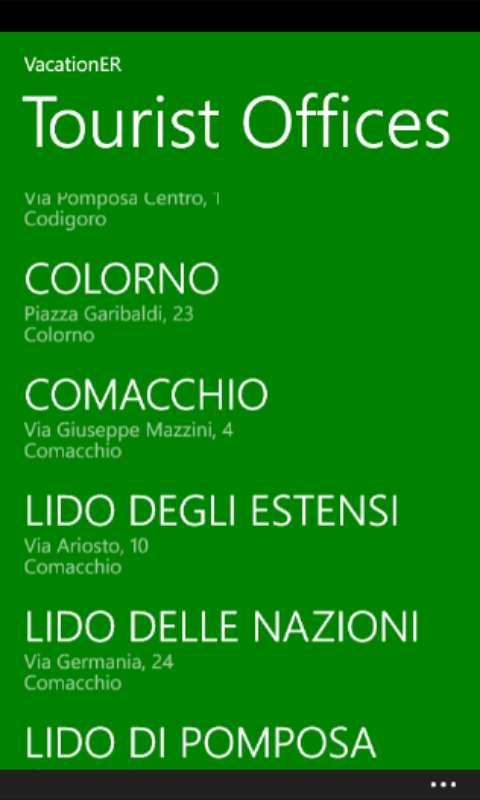 VacationER
Tourist Offices
Via Pomposa Centro, 1
Codigoro
COLORNO
Piazza Garibaldi, 23
Colorno
COMACCHIO
Via Giuseppe Mazzini, 4
Comacchio
LIDO DEGLI ESTENSI
Via Ariosto, 10
Comacchio
LIDO DELLE NAZIONI
Via Germania, 24
Comacchio
LIDO DI POMPOSA